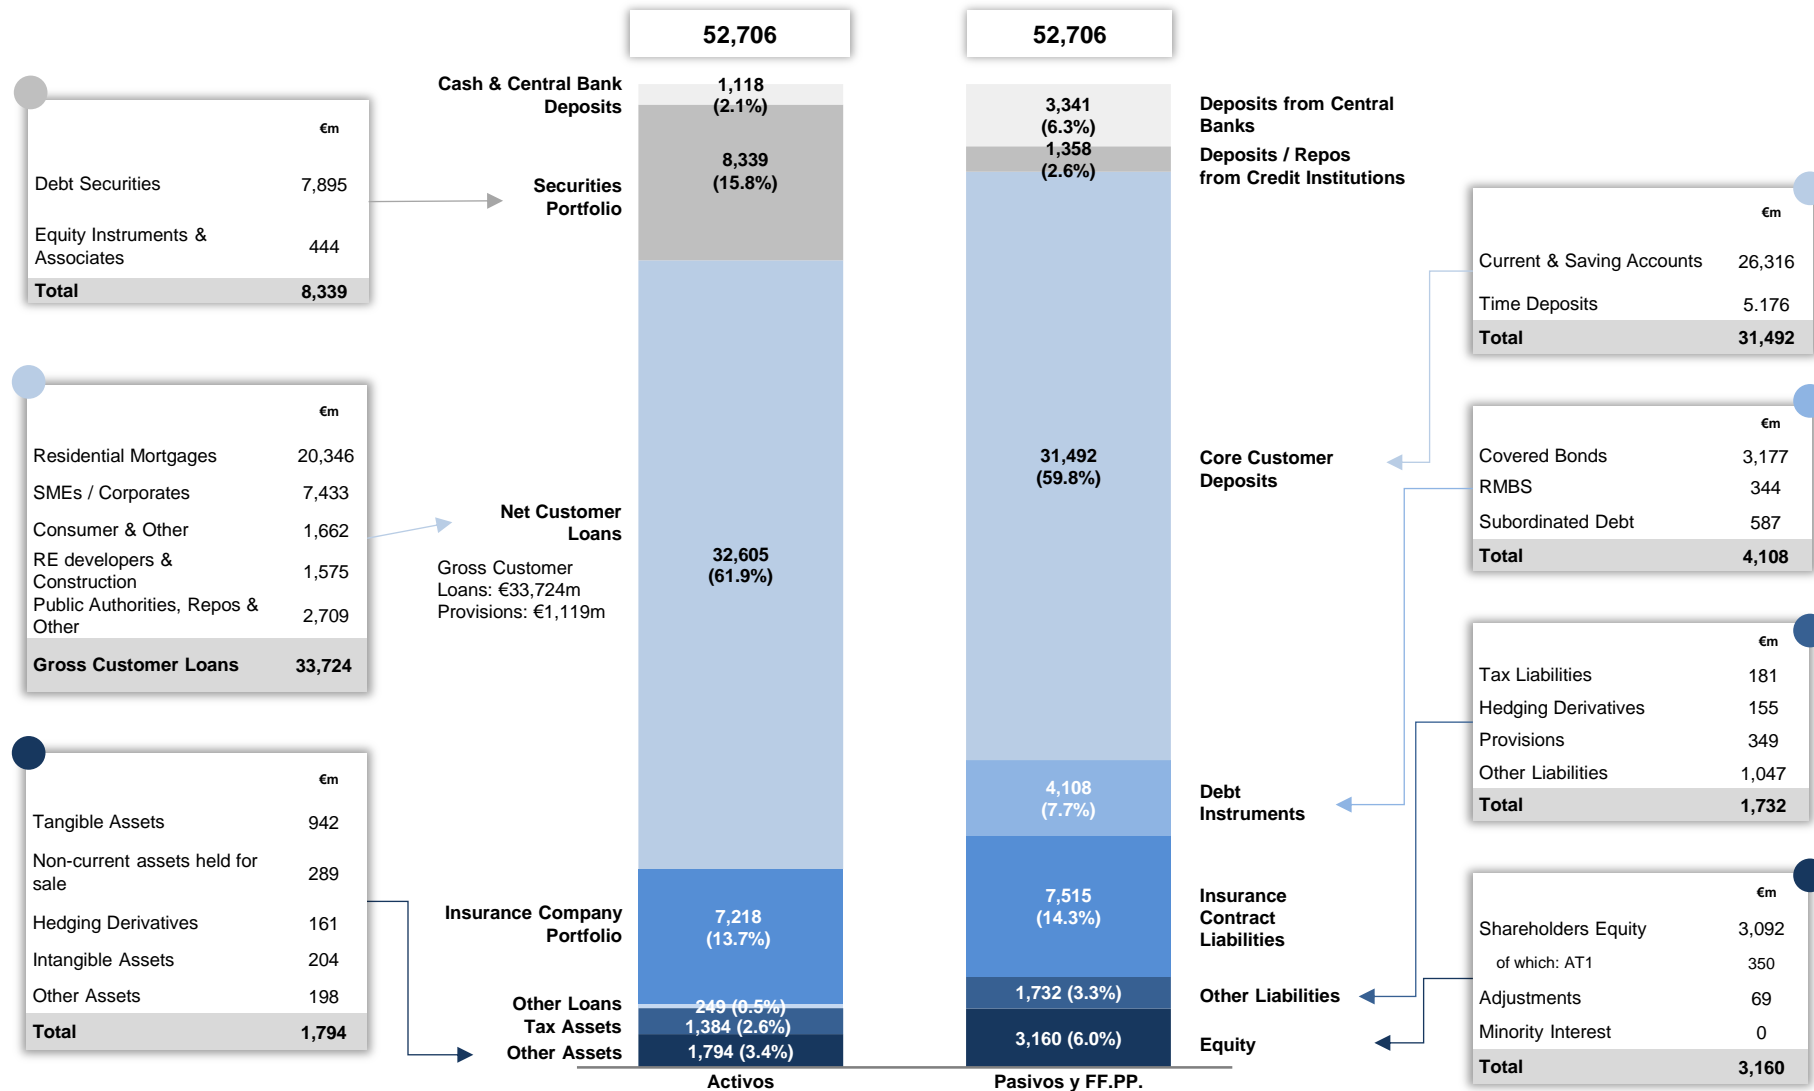 52,706
52,706
€m
Debt Securities 7,895
Equity Instruments &
Associates 444
Total 8,339
€m
Residential Mortgages 20,346
SMEs / Corporates 7,433
Consumer & Other 1,662
RE developers &
Construction 1,575
Public Authorities, Repos &
Other 2,709
Gross Customer Loans 33,724
€m
Tangible Assets 942
Non-current assets held for
sale 289
Hedging Derivatives 161
Intangible Assets 204
Other Assets 198
Total 1,794
Cash & Central Bank
Deposits
Securities
Portfolio
Net Customer
Loans
Gross Customer
Loans: €33,724m
Provisions: €1,119m
Insurance Company
Portfolio
Other Loans
Tax Assets
Other Assets
1,118
(2.1%)
8,339
(15.8%)
32,605
(61.9%)
7,218
(13.7%)
249 (0.5%)
1,384 (2.6%)
1,794 (3.4%)
Activos
3,341
(6.3%)
1,358
(2.6%)
31,492
(59.8%)
4,108
(7.7%)
7,515
(14.3%)
1,732 (3.3%)
3,160 (6.0%)
Pasivos y FF.PP.
Deposits from Central
Banks
Deposits / Repos
from Credit Institutions
Core Customer
Deposits
Debt
Instruments
Insurance
Contract
Liabilities
Other Liabilities
Equity
€m
Current & Saving Accounts 26,316
Time Deposits 5.176
Total 31,492
€m
Covered Bonds 3,177
RMBS 344
Subordinated Debt 587
Total 4,108
€m
Tax Liabilities 181
Hedging Derivatives 155
Provisions 349
Other Liabilities 1,047
Total 1,732
€m
Shareholders Equity 3,092
of which: AT1 350
Adjustments 69
Minority Interest 0
Total 3,160